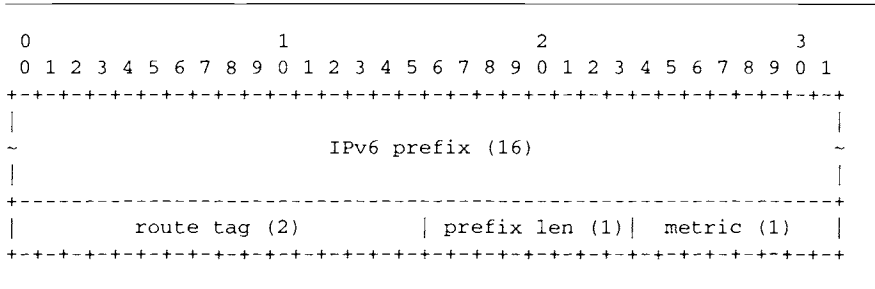 0                   1                   2                   3
0 1 2 3 4 5 6 7 8 9 0 1 2 3 4 5 6 7 8 9 0 1 2 3 4 5 6 7 8 9 0 1
+-+-+-+-+-+-+-+-+-+-+-+-+-+-+-+-+-+-+-+-+-+-+-+-+-+-+-+-+-+-+-+-+
|                                                               |
~                        IPv6 prefix (16)                       ~
|                                                               |
+---------------------------------------------------------------+
|         route tag (2)         | prefix len (1)|  metric (1)   |
+-+-+-+-+-+-+-+-+-+-+-+-+-+-+-+-+-+-+-+-+-+-+-+-+-+-+-+-+-+-+-+-+